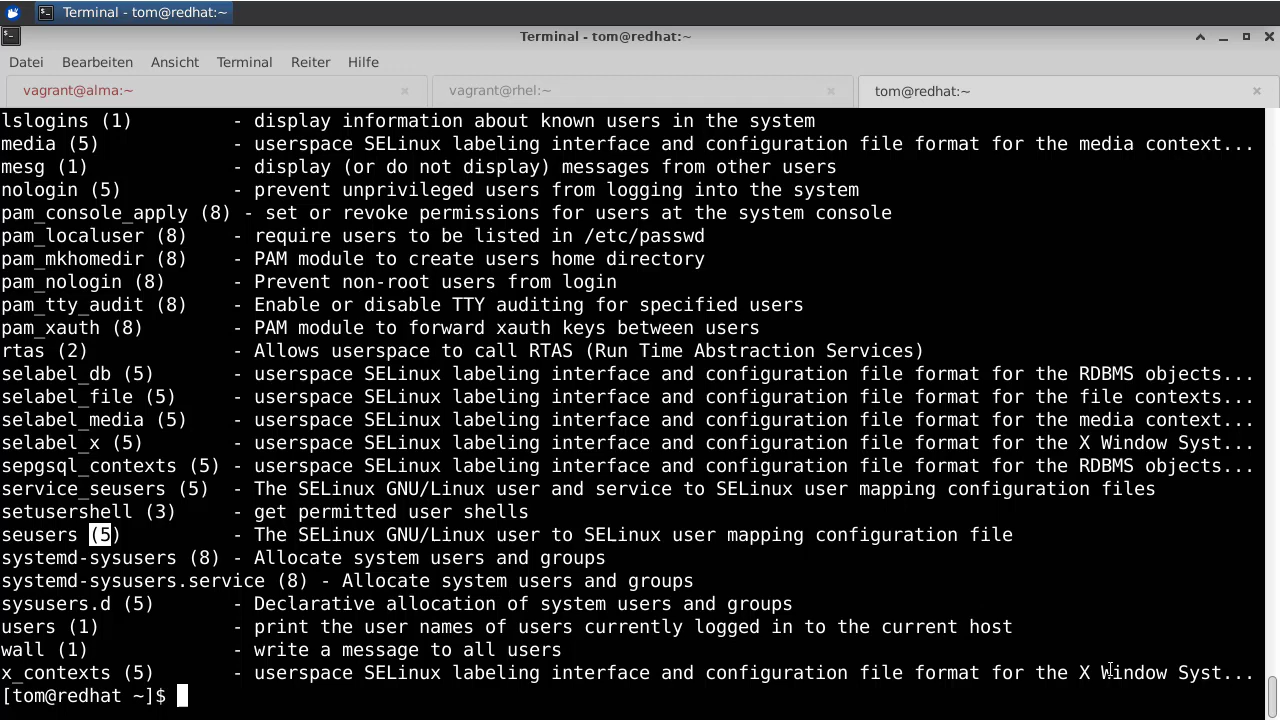 Terminal - tom@redhat:~
Terminal - tom@redhat:~
Datei Bearbeiten Ansicht Terminal Reiter Hilfe
vagrant@alma:~ vagrant@rhel:~ tom@redhat:~
lslogins (1)         - display information about known users in the system
media (5)            - userspace SELinux labeling interface and configuration file format for the media context...
mesg (1)             - display (or do not display) messages from other users
nologin (5)          - prevent unprivileged users from logging into the system
pam_console_apply (8) - set or revoke permissions for users at the system console
pam_localuser (8)    - require users to be listed in /etc/passwd
pam_mkhomedir (8)    - PAM module to create users home directory
pam_nologin (8)      - Prevent non-root users from login
pam_tty_audit (8)    - Enable or disable TTY auditing for specified users
pam_xauth (8)        - PAM module to forward xauth keys between users
rtas (2)             - Allows userspace to call RTAS (Run Time Abstraction Services)
selabel_db (5)       - userspace SELinux labeling interface and configuration file format for the RDBMS objects...
selabel_file (5)     - userspace SELinux labeling interface and configuration file format for the file contexts...
selabel_media (5)    - userspace SELinux labeling interface and configuration file format for the media context...
selabel_x (5)        - userspace SELinux labeling interface and configuration file format for the X Window Syst...
sepgsql_contexts (5) - userspace SELinux labeling interface and configuration file format for the RDBMS objects...
service_seusers (5)  - The SELinux GNU/Linux user and service to SELinux user mapping configuration files
setusershell (3)     - get permitted user shells
seusers (5)          - The SELinux GNU/Linux user to SELinux user mapping configuration file
systemd-sysusers (8) - Allocate system users and groups
systemd-sysusers.service (8) - Allocate system users and groups
sysusers.d (5)       - Declarative allocation of system users and groups
users (1)            - print the user names of users currently logged in to the current host
wall (1)             - write a message to all users
x_contexts (5)       - userspace SELinux labeling interface and configuration file format for the X Window Syst...
[tom@redhat ~]$